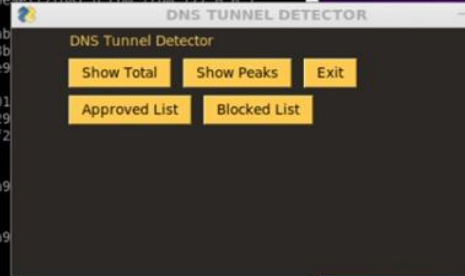 DNS TUNNEL DETECTOR
DNS Tunnel Detector
Show Total Show Peaks Exit
Approved List Blocked List